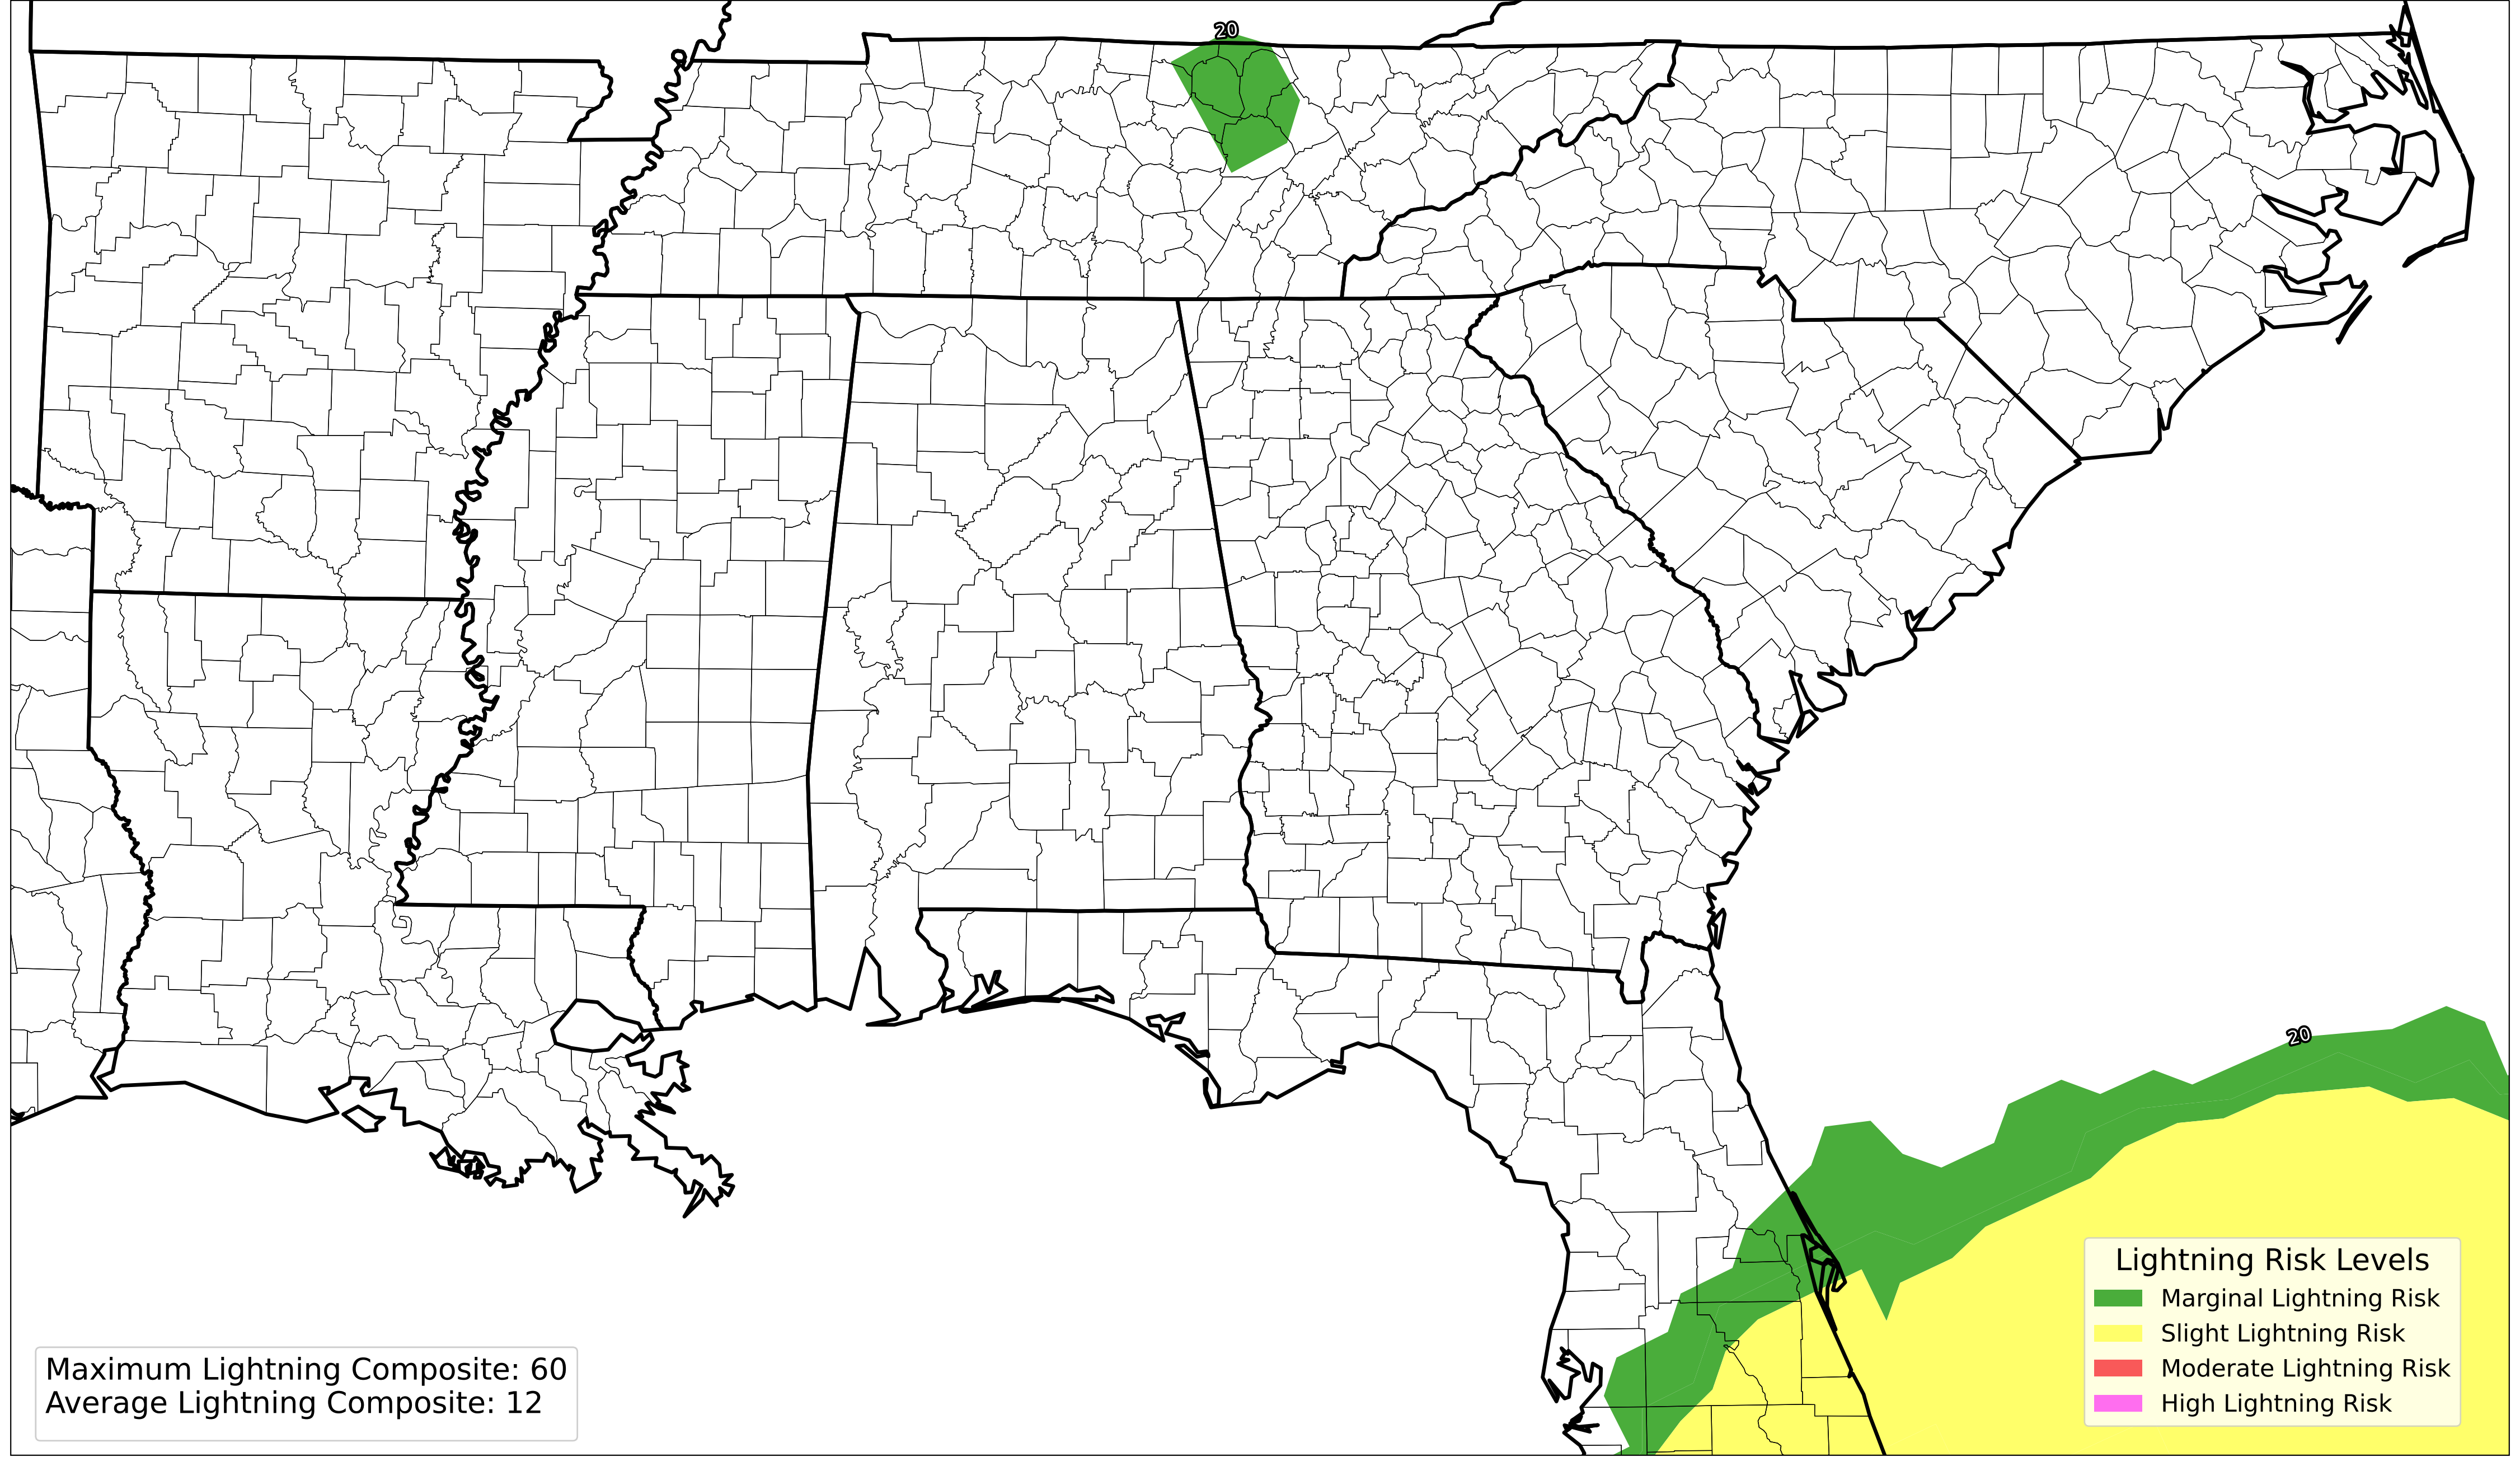 20
20
Lightning Risk Levels
Marginal Lightning Risk
Slight Lightning Risk
Moderate Lightning Risk
High Lightning Risk
Maximum Lightning Composite: 60
Average Lightning Composite: 12